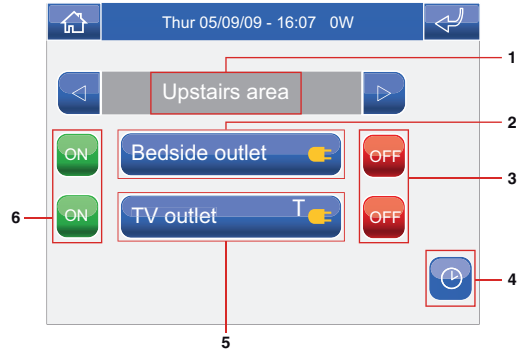 Thur 05/09/09 - 16:07 0W
1
Upstairs area
2
ON Bedside outlet OFF
3
6 ON TV outlet T OFF
4
5